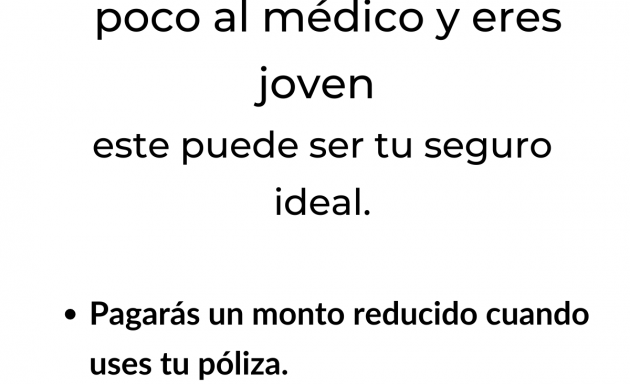 poco al médico y eres
joven
este puede ser tu seguro
ideal.
• Pagarás un monto reducido cuando
uses tu póliza.